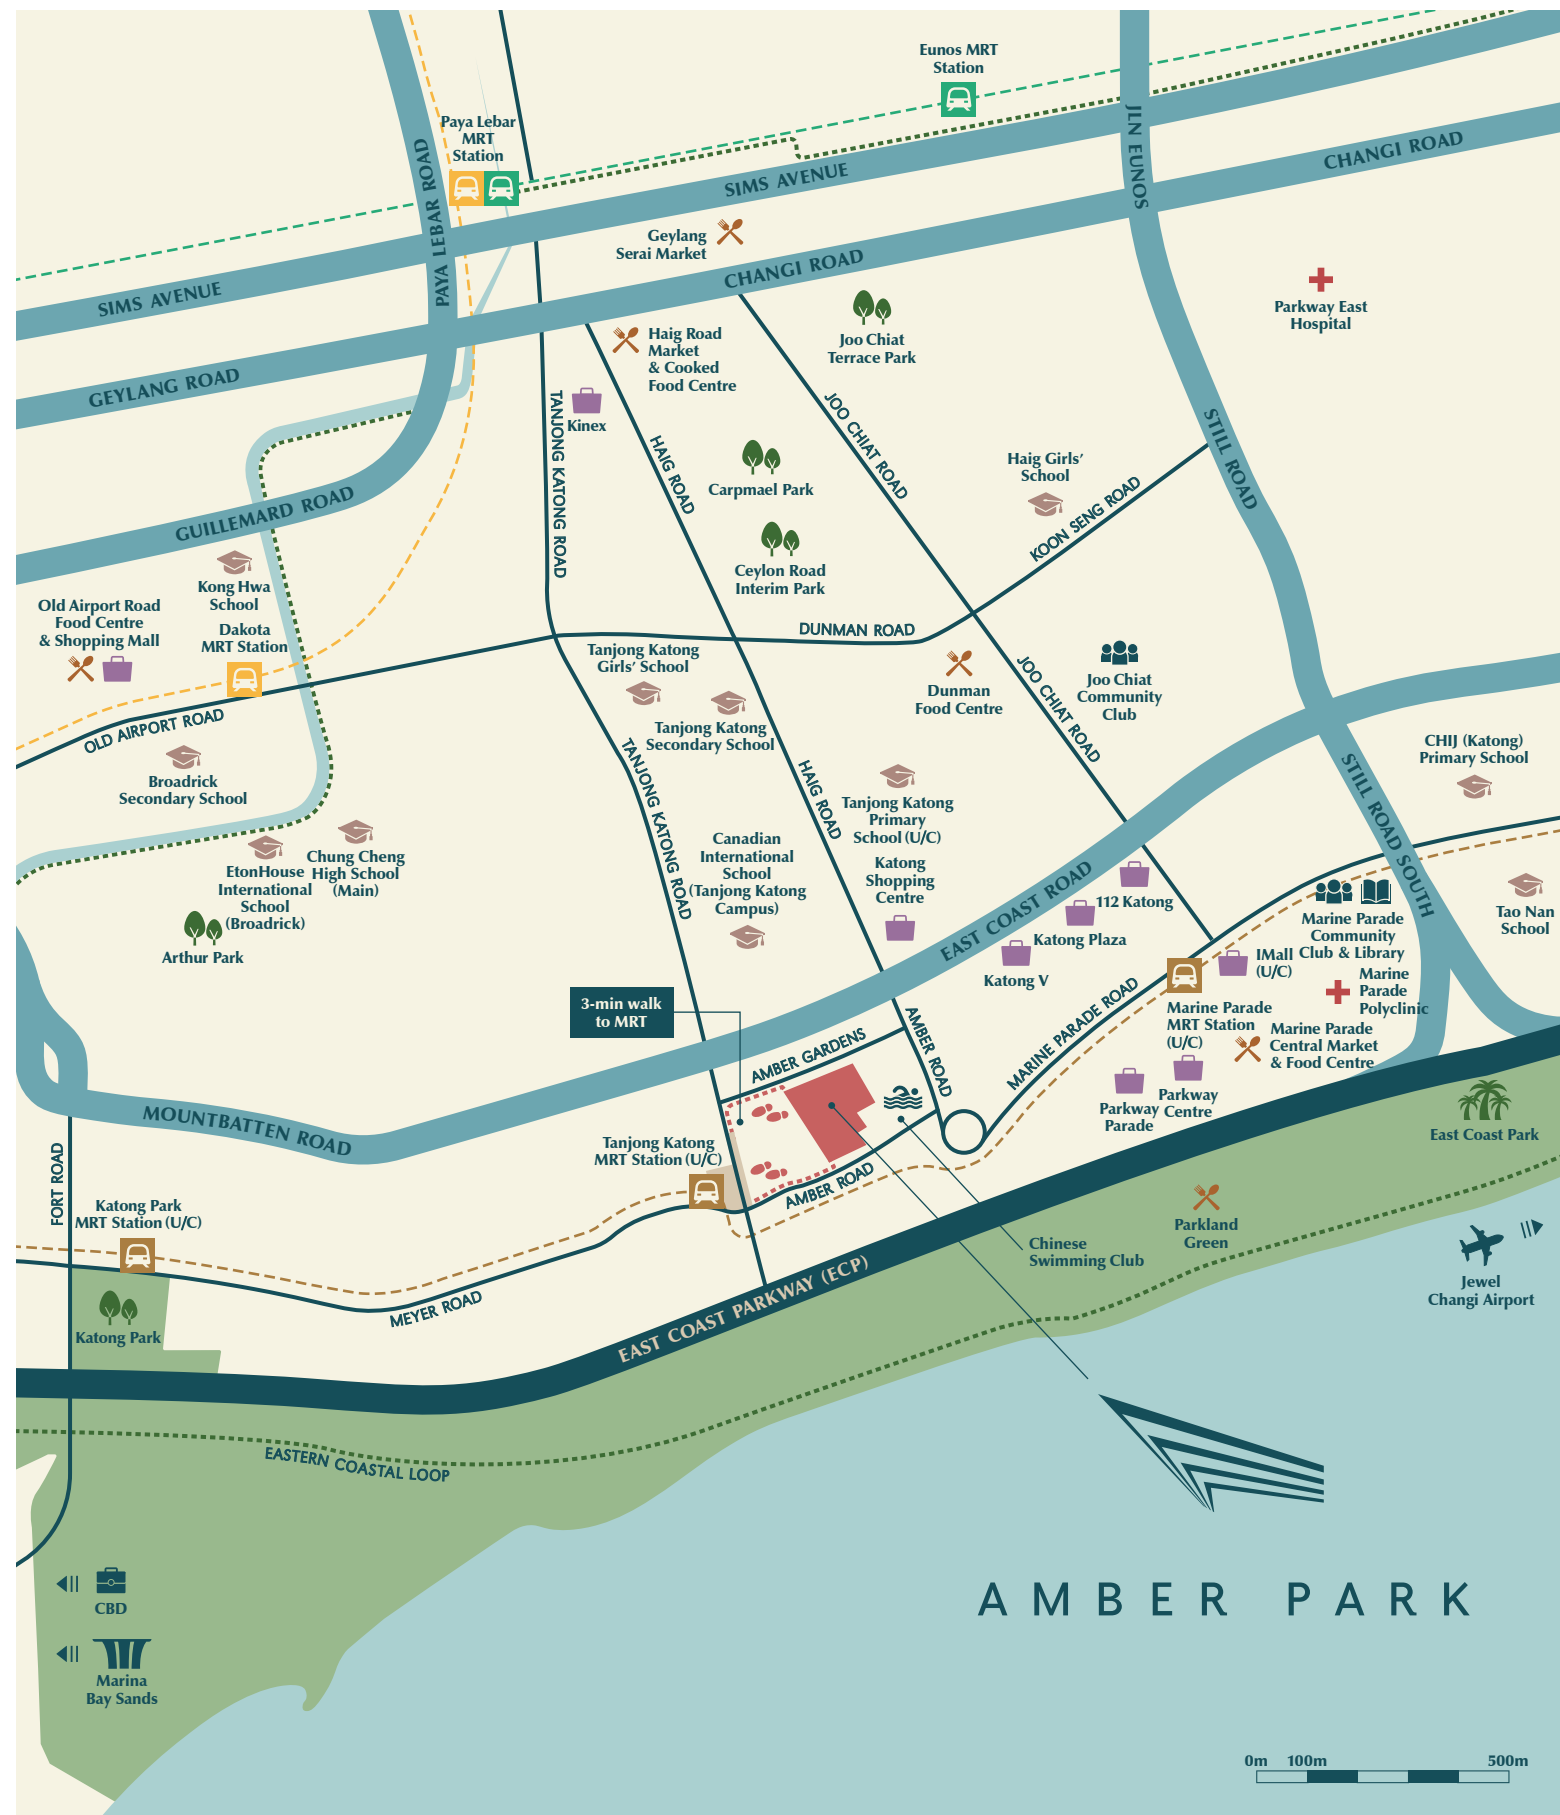 Eunos MRT
Station
Paya Lebar
MRT
Station
PAYA LEBAR ROAD
JLN EUNOS
SIMS AVENUE
CHANGI ROAD
Geylang
Serai Market
CHANGI ROAD
SIMS AVENUE
Parkway East
Hospital
Joo Chiat
Terrace Park
Haig Road
Market
& Cooked
Food Centre
GEYLANG ROAD
Kinex
TANJONG KATONG ROAD
HAIG ROAD
JOO CHIAT ROAD
STILL ROAD
Haig Girls'
School
Carpmael Park
KOON SENG ROAD
GUILLEMARD ROAD
Ceylon Road
Interim Park
Kong Hwa
School
Old Airport Road
Food Centre
& Shopping Mall
Dakota
MRT Station
DUNMAN ROAD
Tanjong Katong
Girls' School
Dunman
Food Centre
Joo Chiat
Community
Club
JOO CHIAT ROAD
OLD AIRPORT ROAD
Tanjong Katong
Secondary School
TANJONG KATONG ROAD
HAIG ROAD
CHIJ (Katong)
Primary School
STILL ROAD SOUTH
Broadrick
Secondary School
Tanjong Katong
Primary
School (U/C)
Canadian
International
School
(Tanjong Katong
Campus)
Chung Cheng
High School
(Main)
EtonHouse
International
School
(Broadrick)
Katong
Shopping
Centre
EAST COAST ROAD
112 Katong
Katong Plaza
Katong V
Marine Parade
Community
Club & Library
Tao Nan
School
Arthur Park
IMall
(U/C)
Marine
Parade
Polyclinic
3-min walk
to MRT
Marine Parade
MRT Station
(U/C)
Marine Parade
Central Market
& Food Centre
MARINE PARADE ROAD
AMBER GARDENS
AMBER ROAD
Parkway
Parade
Parkway
Centre
MOUNTBATTEN ROAD
East Coast Park
Tanjong Katong
MRT Station (U/C)
AMBER ROAD
FORT ROAD
Katong Park
MRT Station (U/C)
Parkland
Green
Chinese
Swimming Club
Jewel
Changi Airport
MEYER ROAD
EAST COAST PARKWAY (ECP)
Katong Park
EASTERN COASTAL LOOP
CBD
AMBER PARK
Marina
Bay Sands
0m 100m 500m